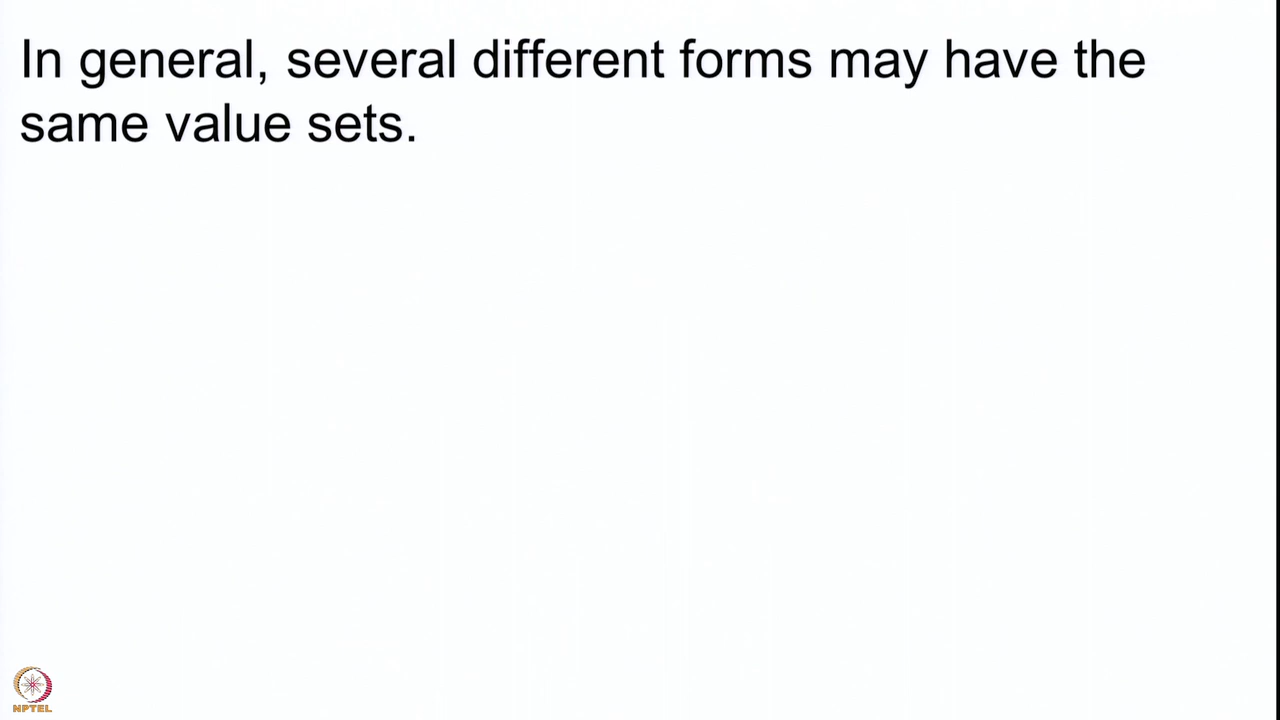 In general, several different forms may have the
same value sets.
NPTEL